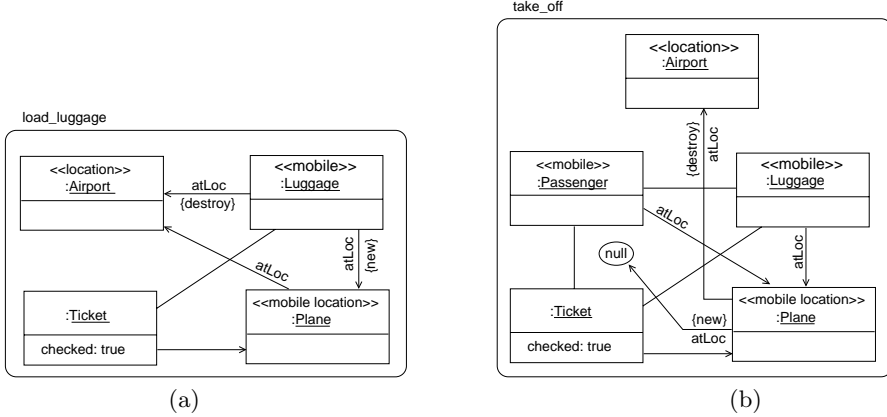 load_luggage
<<location>>
:Airport
atLoc
{destroy}
<<mobile>>
:Luggage
atLoc
{new}
atLoc
:Ticket
checked: true
<<mobile location>>
:Plane
(a)
take_off
<<location>>
:Airport
{destroy}
atLoc
<<mobile>>
:Passenger
<<mobile>>
:Luggage
atLoc
atLoc
null
:Ticket
checked: true
{new}
atLoc
<<mobile location>>
:Plane
(b)